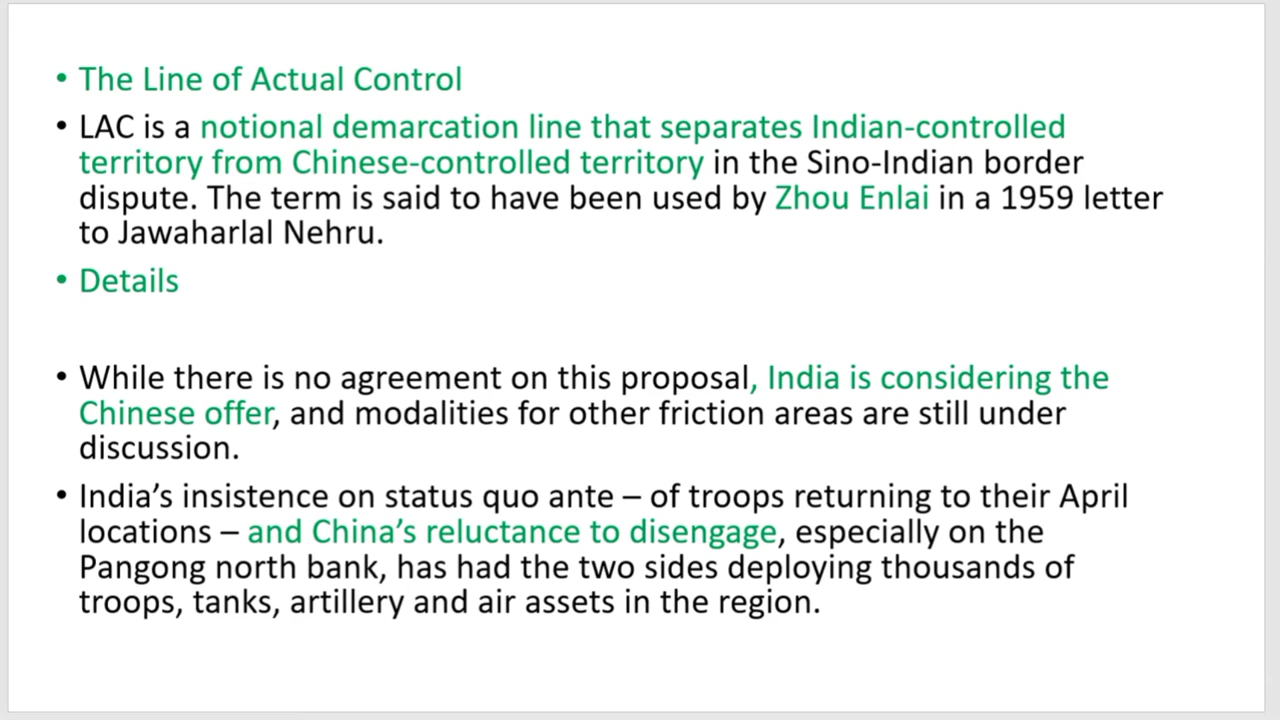 • The Line of Actual Control
• LAC is a notional demarcation line that separates Indian-controlled
territory from Chinese-controlled territory in the Sino-Indian border
dispute. The term is said to have been used by Zhou Enlai in a 1959 letter
to Jawaharlal Nehru.
• Details
• While there is no agreement on this proposal, India is considering the
Chinese offer, and modalities for other friction areas are still under
discussion.
• India’s insistence on status quo ante – of troops returning to their April
locations – and China’s reluctance to disengage, especially on the
Pangong north bank, has had the two sides deploying thousands of
troops, tanks, artillery and air assets in the region.